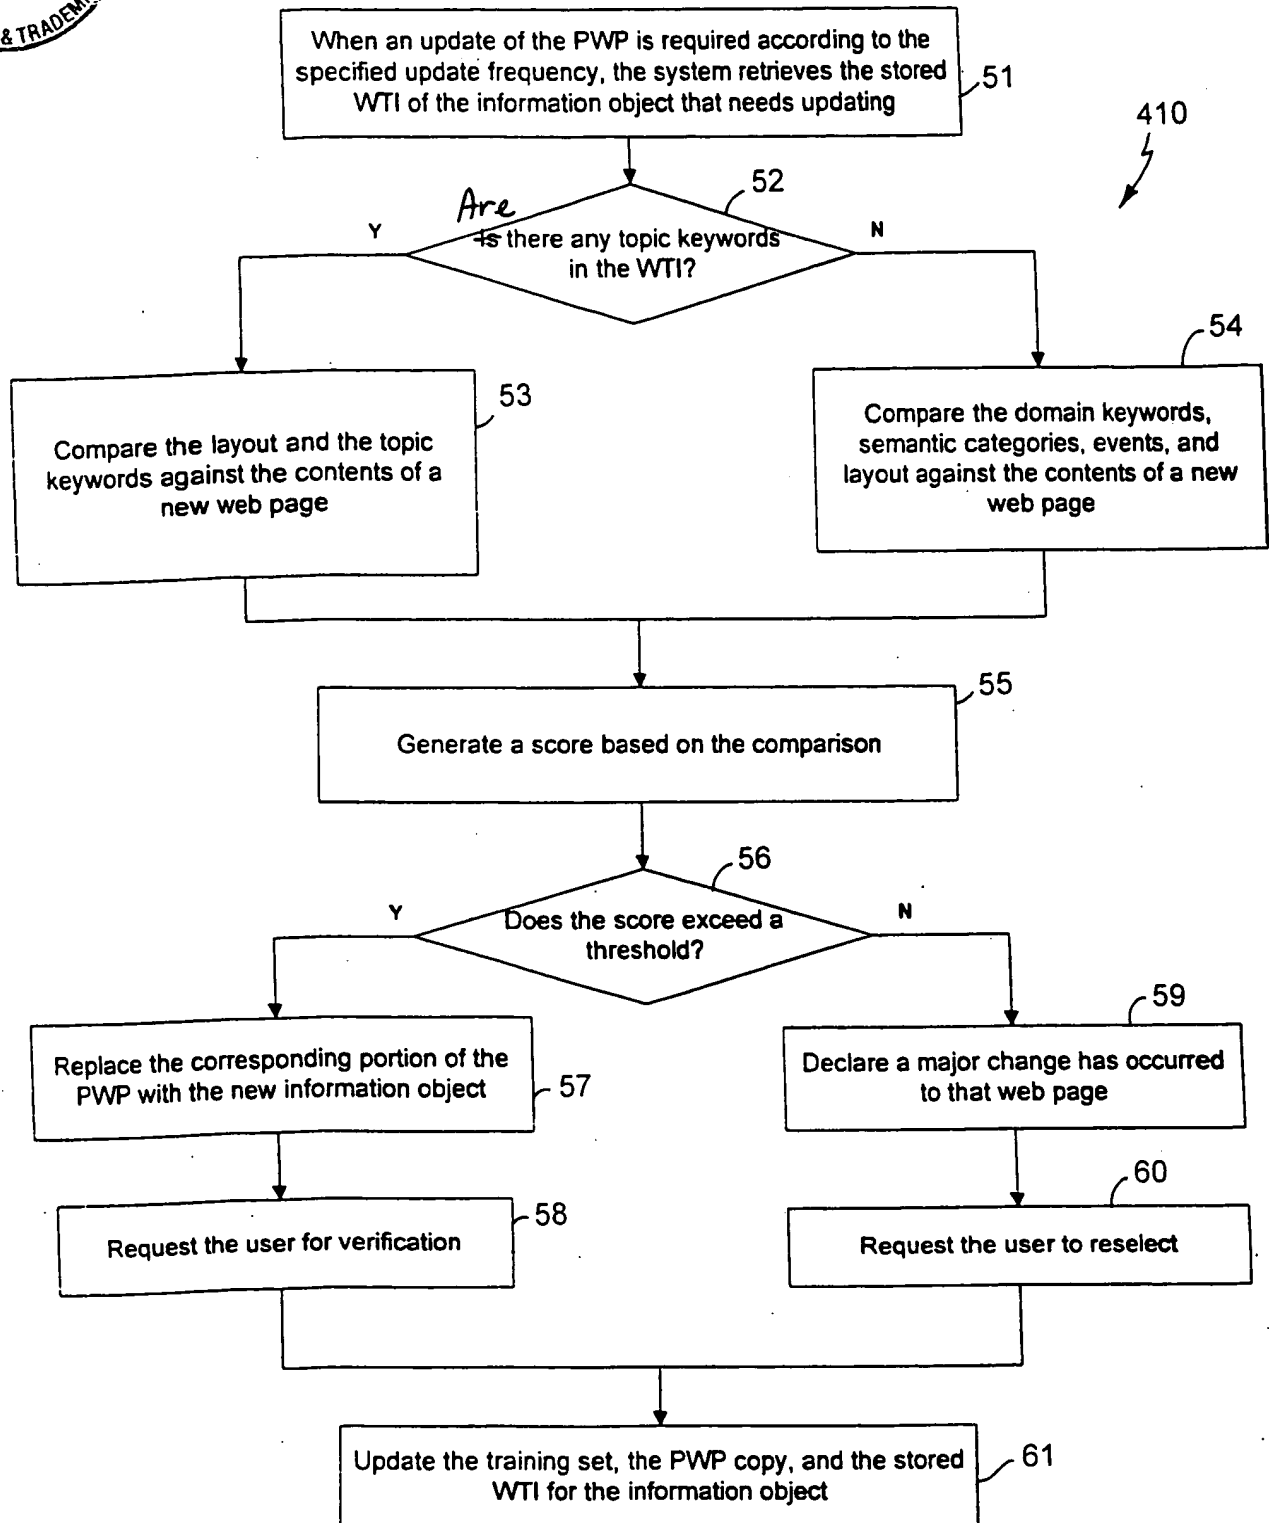 & TRADEM
When an update of the PWP is required according to the
specified update frequency, the system retrieves the stored
WTI of the information object that needs updating
51
410
52
Are
Is there any topic keywords
in the WTI?
Y
N
53
Compare the layout and the topic
keywords against the contents of a
new web page
54
Compare the domain keywords,
semantic categories, events, and
layout against the contents of a new
web page
55
Generate a score based on the comparison
56
Does the score exceed a
threshold?
Y
N
Replace the corresponding portion of the
PWP with the new information object
57
59
Declare a major change has occurred
to that web page
Request the user for verification
58
60
Request the user to reselect
Update the training set, the PWP copy, and the stored
WTI for the information object
61